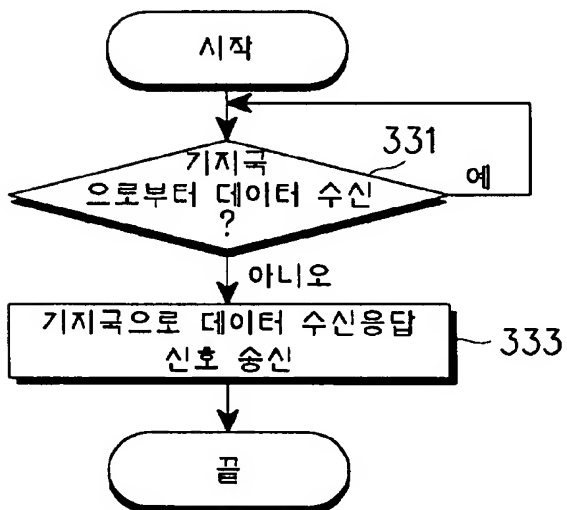 시작
기지국
331
예
으로부터 데이터 수신
?
아니오
기지국으로 데이터 수신응답
신호 송신
333
끝